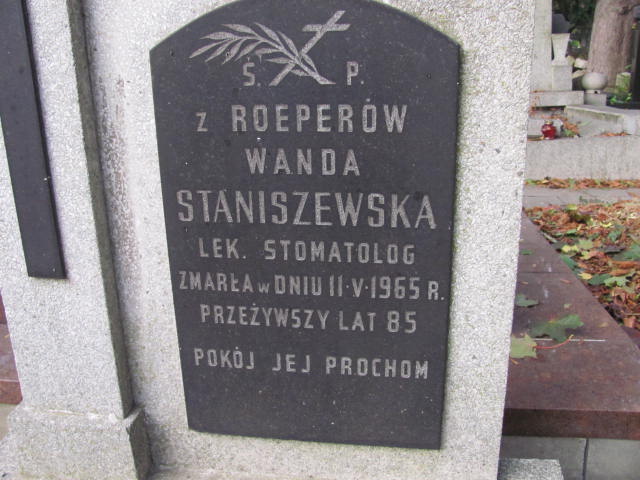 Ś. P.
z ROEPERÓW
WANDA
STANISZEWSKA
LEK. STOMATOLOG
ZMARŁA w DNIU 11·V·1965 R.
PRZEŻYWSZY LAT 85
POKÓJ JEJ PROCHOM